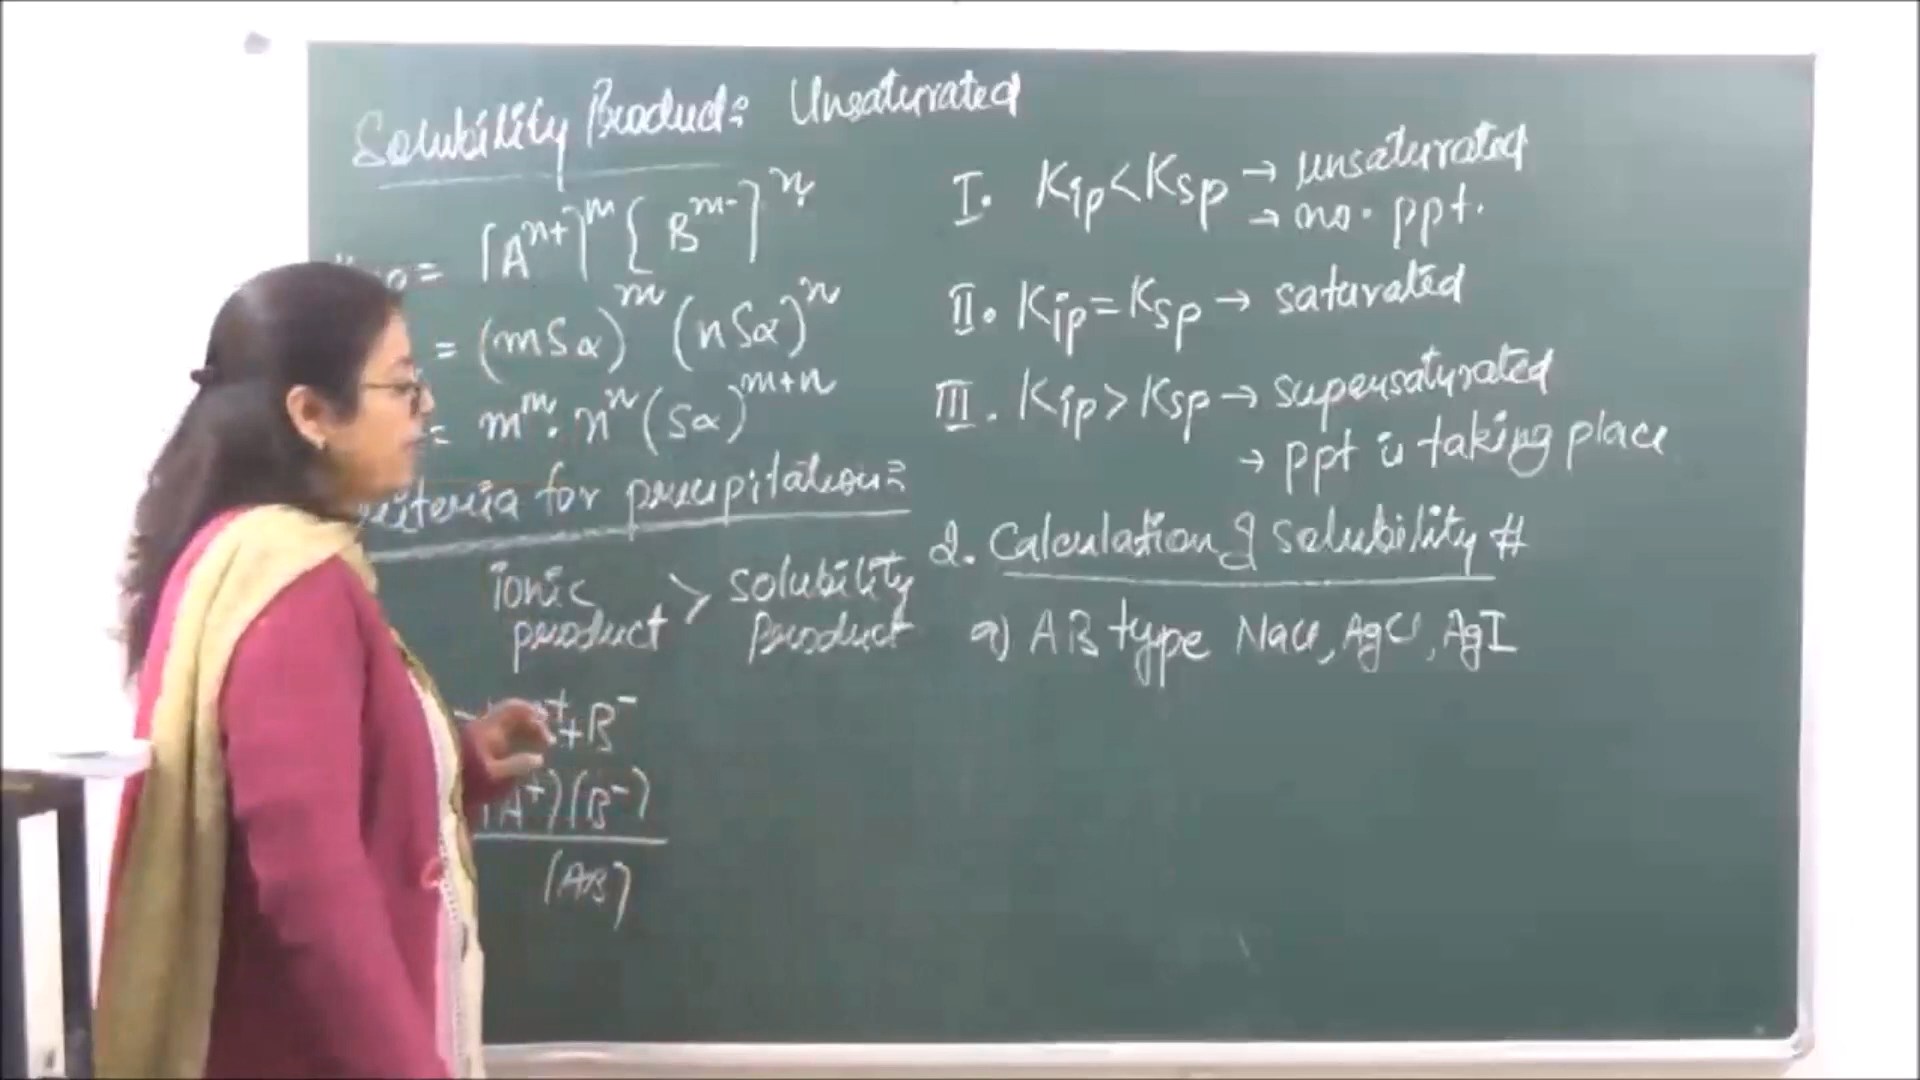 Solubility Product: Unsaturated
= [A^n+]^m [B^m-]^n
= (mSα)^m (nSα)^n
= m^m. n^n (Sα)^m+n
for precipitation:
ionic product > solubility product
+ B^-
(A^+)(B^-)
(AB)
I. Kip < Ksp → unsaturated
→ no. ppt.
II. Kip = Ksp → saturated
III. Kip > Ksp → supersaturated
→ ppt is taking place
2. Calculation of solubility #
a) AB type NaCl, AgCl, AgI